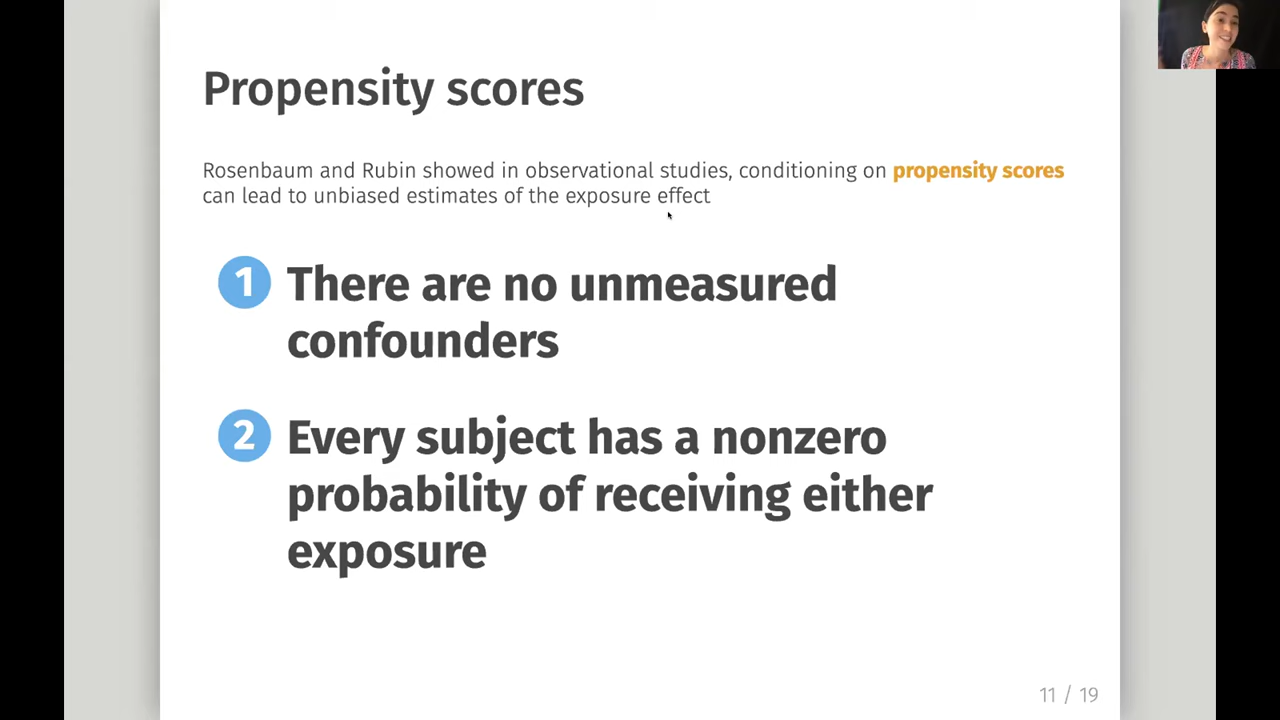 Propensity scores
Rosenbaum and Rubin showed in observational studies, conditioning on propensity scores
can lead to unbiased estimates of the exposure effect
1 There are no unmeasured
confounders
2 Every subject has a nonzero
probability of receiving either
exposure
11 / 19